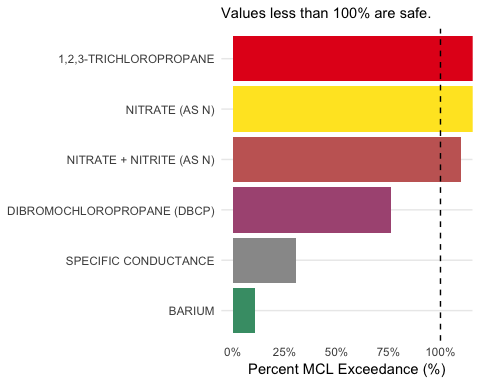 Values less than 100% are safe.
1,2,3-TRICHLOROPROPANE
NITRATE (AS N)
NITRATE + NITRITE (AS N)
DIBROMOCHLOROPROPANE (DBCP)
SPECIFIC CONDUCTANCE
BARIUM
0% 25% 50% 75% 100%
Percent MCL Exceedance (%)